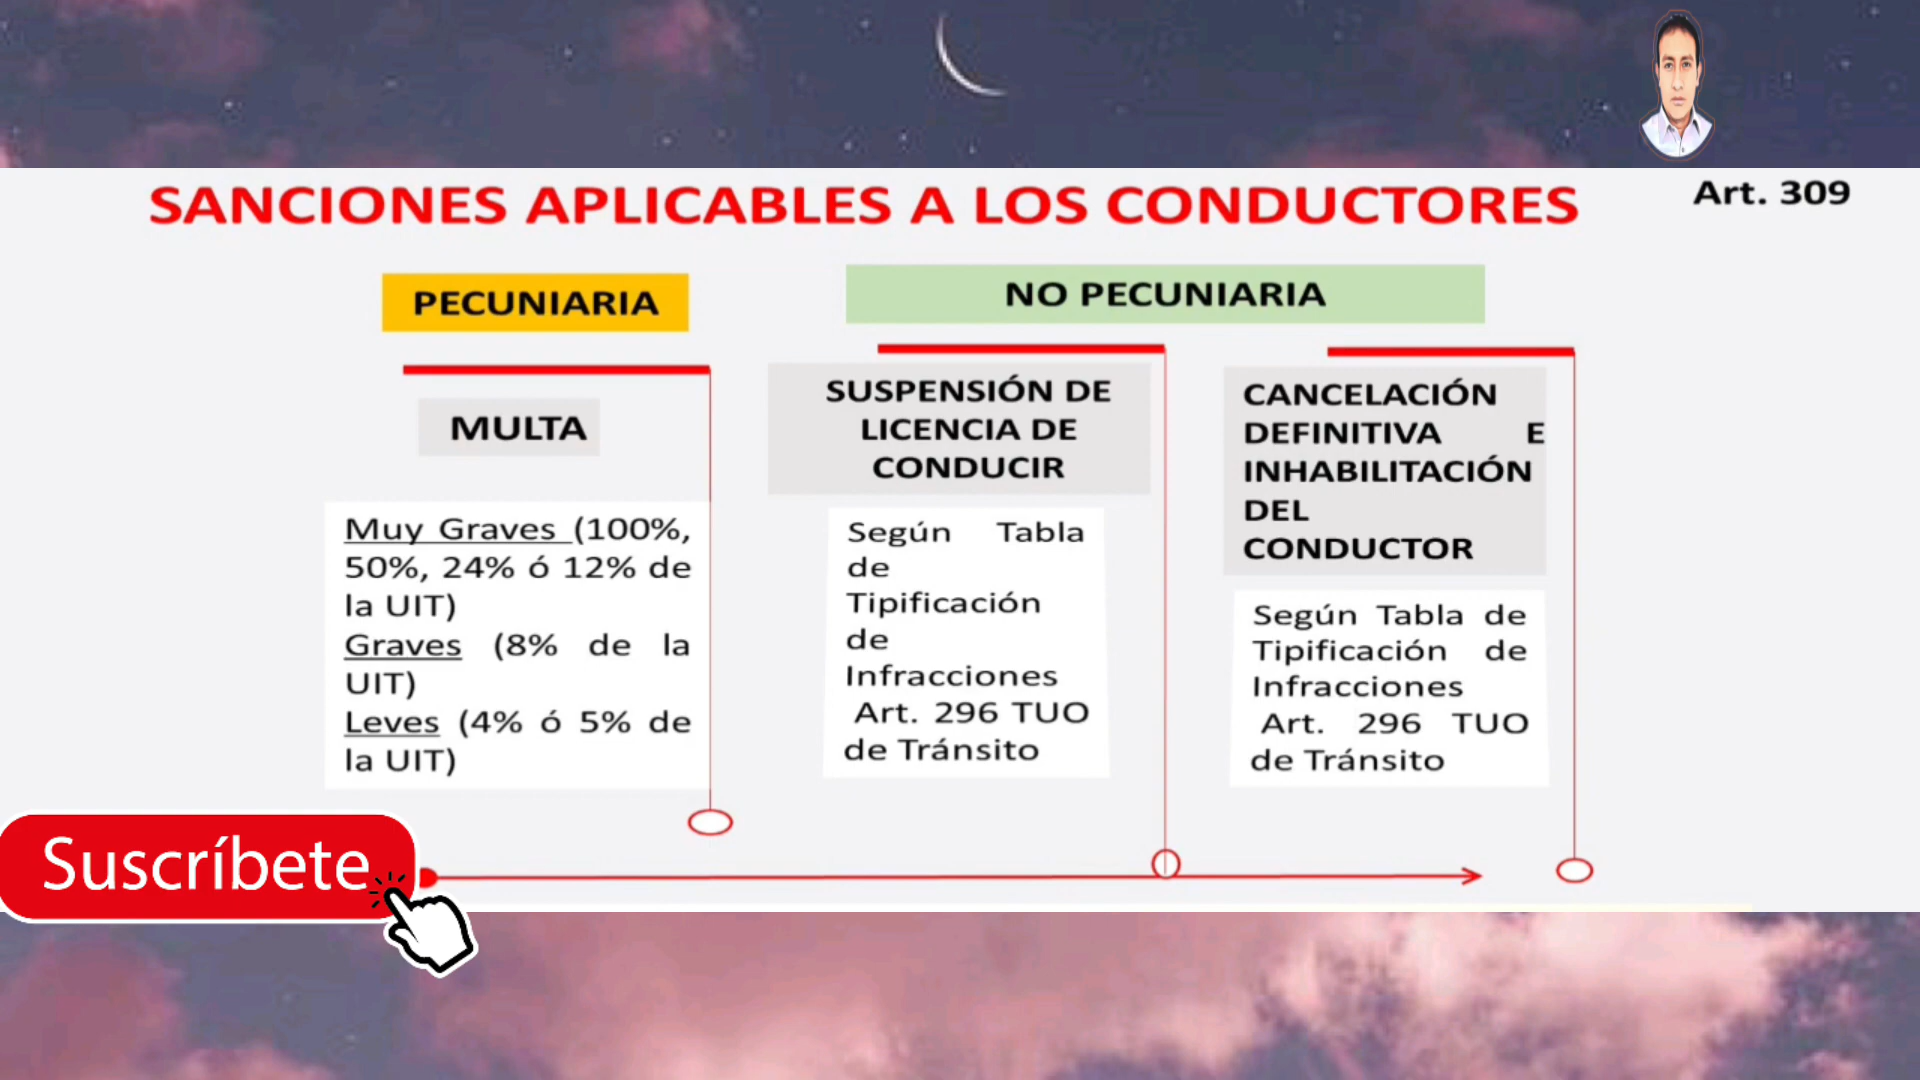 SANCIONES APLICABLES A LOS CONDUCTORES
Art. 309
PECUNIARIA
NO PECUNIARIA
MULTA
Muy Graves (100%,
50%, 24% ó 12% de
la UIT)
Graves (8% de la
UIT)
Leves (4% ó 5% de
la UIT)
SUSPENSIÓN DE
LICENCIA DE
CONDUCIR
Según Tabla
de
Tipificación
de
Infracciones
Art. 296 TUO
de Tránsito
CANCELACIÓN
DEFINITIVA E
INHABILITACIÓN
DEL
CONDUCTOR
Según Tabla de
Tipificación de
Infracciones
Art. 296 TUO
de Tránsito
Suscríbete